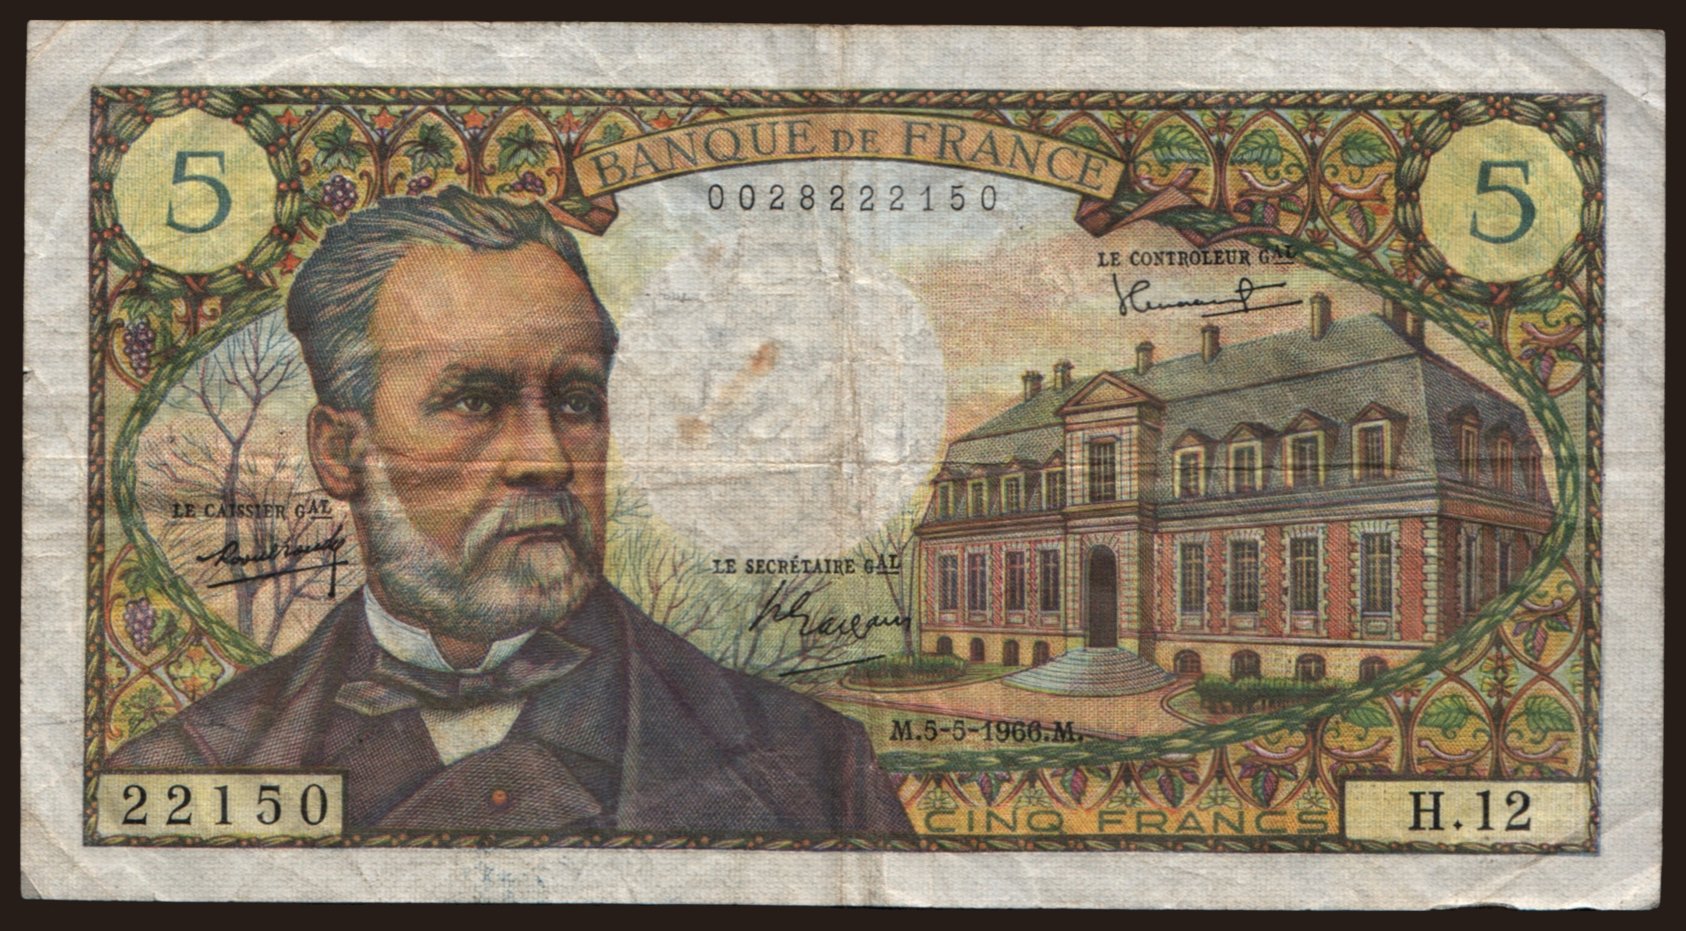 5
BANQUE DE FRANCE
5
0028222150
LE CONTROLEUR GAL
LE CAISSIER GAL
LE SECRÉTAIRE GAL
M.5-5-1966.M.
22150
CINQ FRANCS
H.12